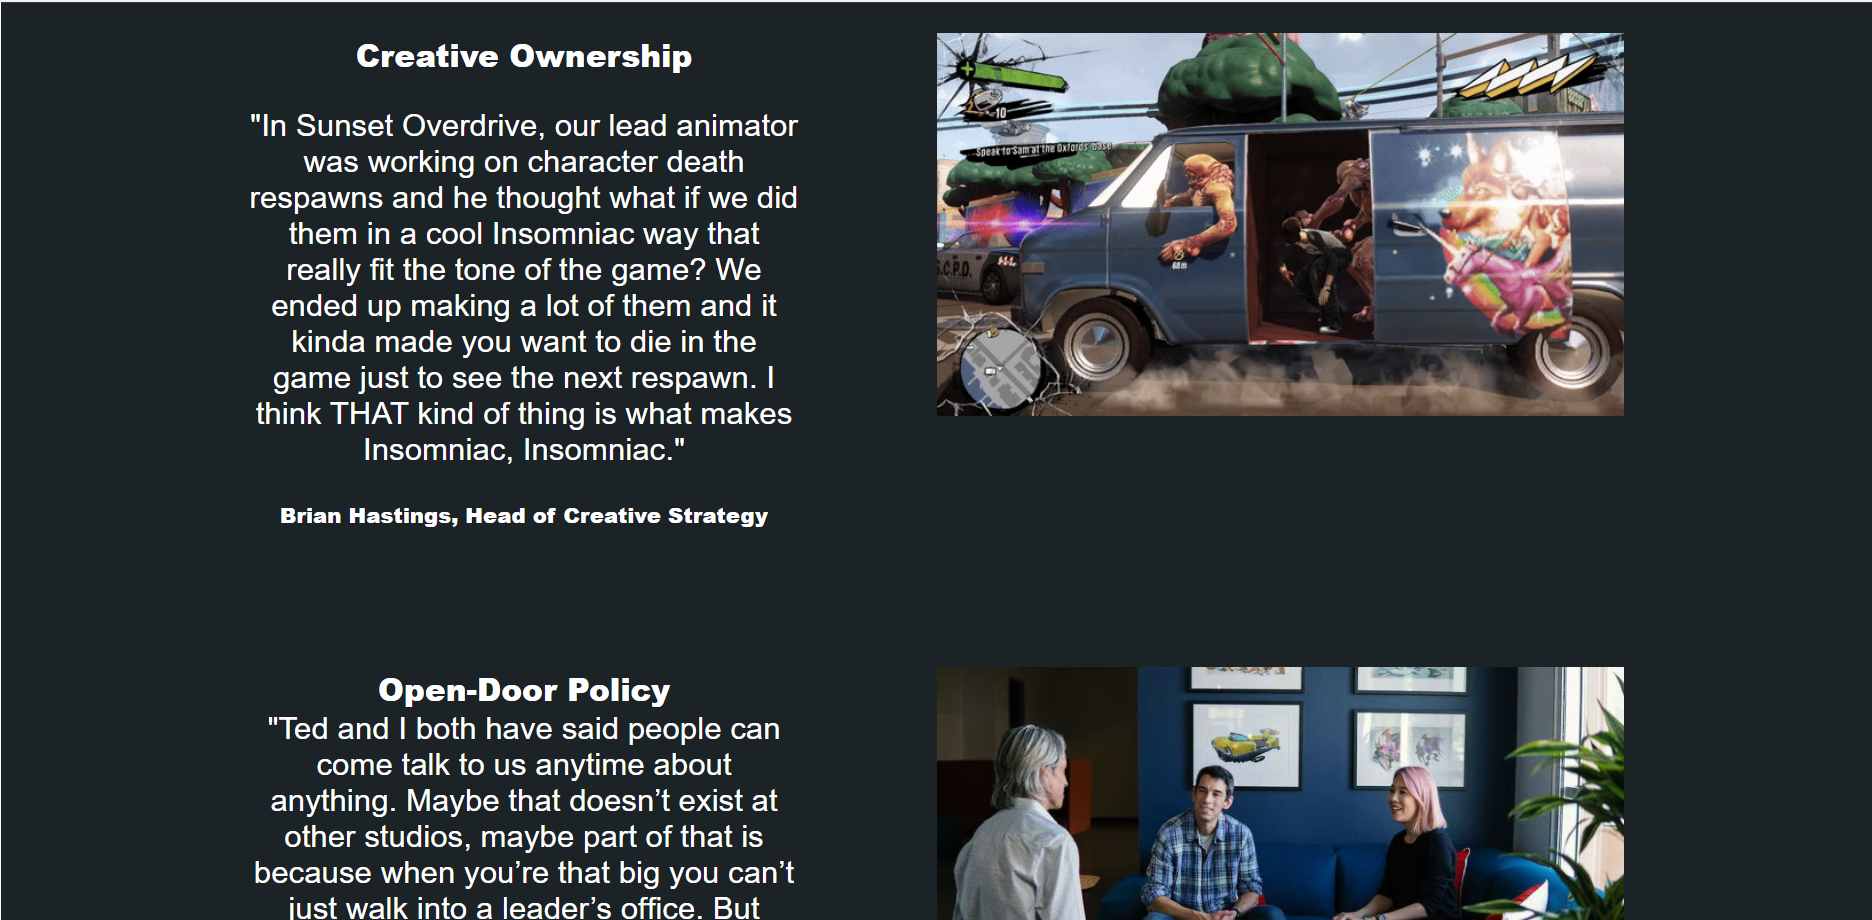 Creative Ownership
"In Sunset Overdrive, our lead animator
was working on character death
respawns and he thought what if we did
them in a cool Insomniac way that
really fit the tone of the game? We
ended up making a lot of them and it
kinda made you want to die in the
game just to see the next respawn. I
think THAT kind of thing is what makes
Insomniac, Insomniac."
Brian Hastings, Head of Creative Strategy
10
Speak to Sam at the Oxfords' base
S.C.P.D.
68m
Open-Door Policy
"Ted and I both have said people can
come talk to us anytime about
anything. Maybe that doesn’t exist at
other studios, maybe part of that is
because when you’re that big you can’t
just walk into a leader’s office. But